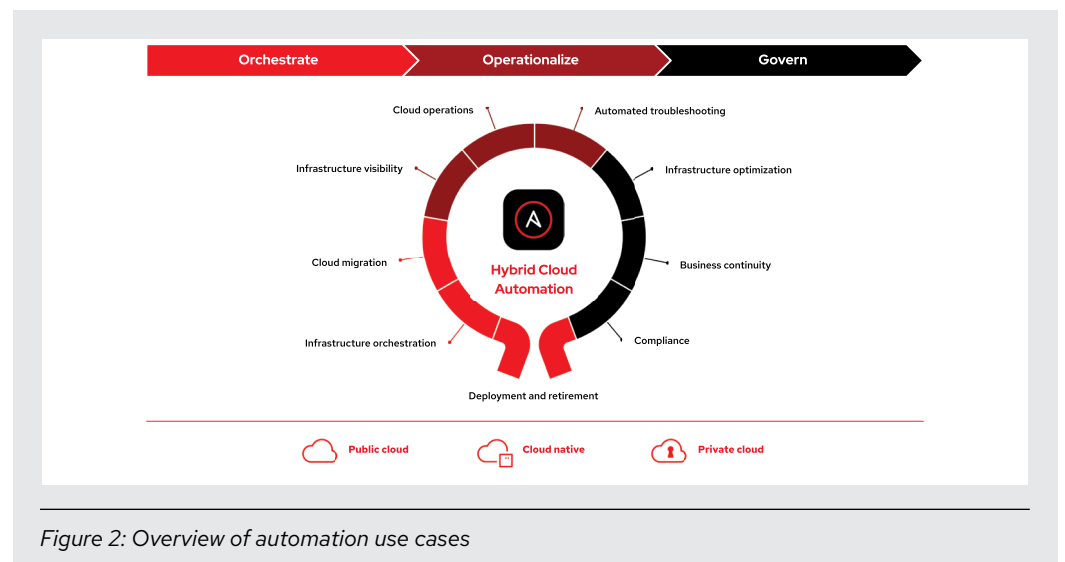 Orchestrate
Operationalize
Govern
Cloud operations
Automated troubleshooting
Infrastructure visibility
Infrastructure optimization
Cloud migration
Hybrid Cloud
Automation
Business continuity
Infrastructure orchestration
Compliance
Deployment and retirement
Public cloud
Cloud native
Private cloud
Figure 2: Overview of automation use cases